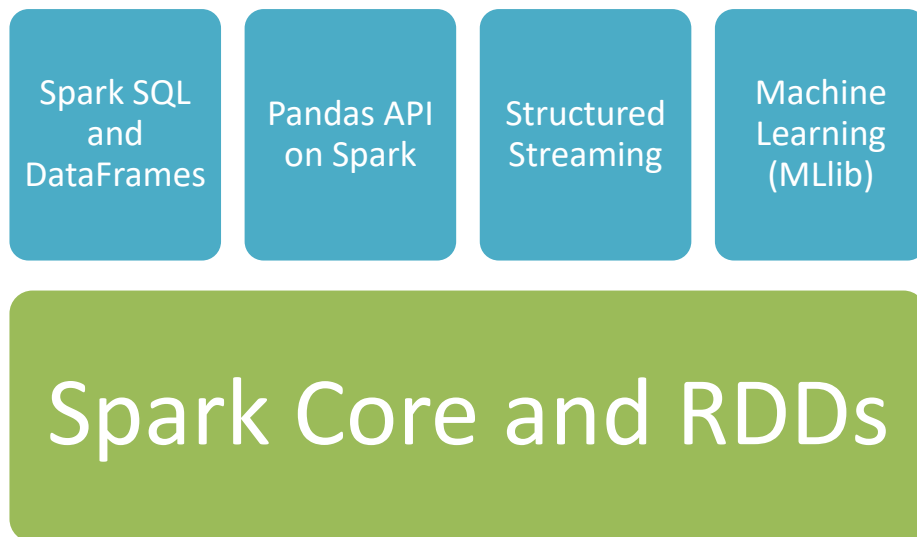 Spark SQL
and
DataFrames
Pandas API
on Spark
Structured
Streaming
Machine
Learning
(MLlib)
Spark Core and RDDs